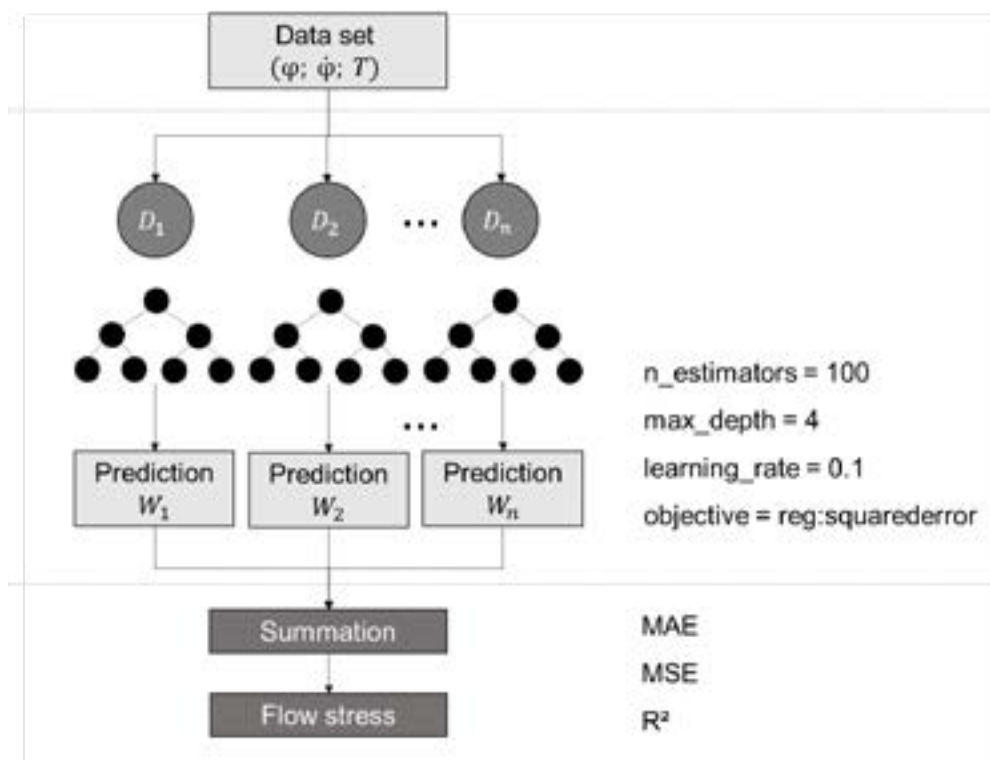 Data set
(φ; φ̇; T)
D₁
D₂
...
Dₙ
...
Prediction
W₁
Prediction
W₂
Prediction
Wₙ
n_estimators = 100
max_depth = 4
learning_rate = 0.1
objective = reg:squarederror
Summation
Flow stress
MAE
MSE
R²